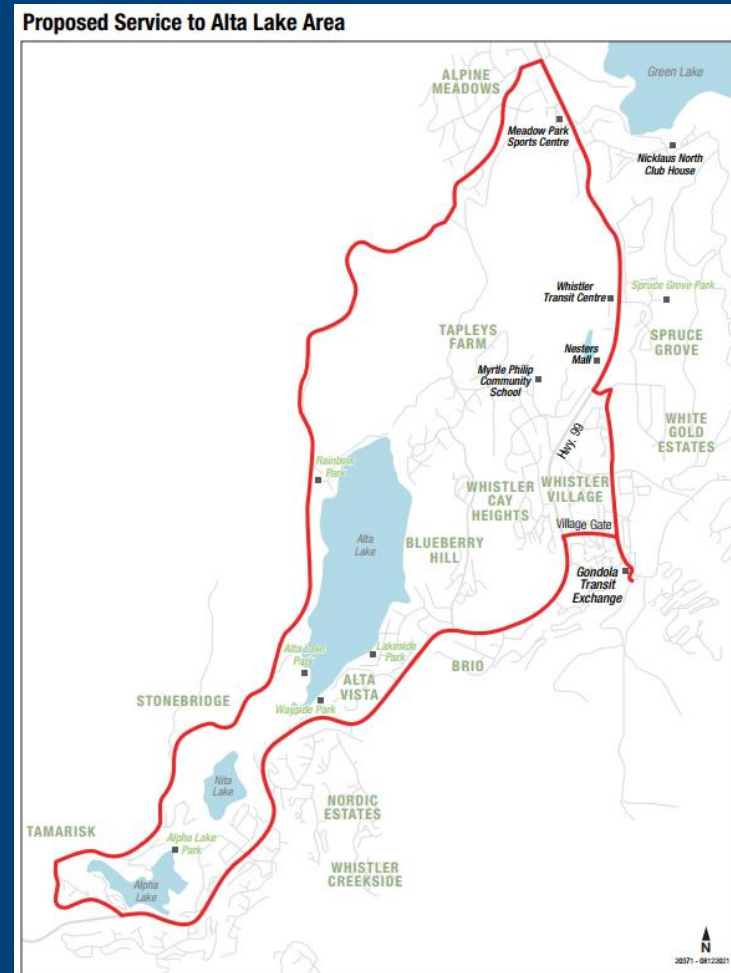 Proposed Service to Alta Lake Area
Green Lake
ALPINE
MEADOWS
Meadow Park
Sports Centre
Nicklaus North
Club House
Whistler
Transit Centre
Spruce Grove Park
TAPLEYS
FARM
SPRUCE
GROVE
Nesters
Mall
Myrtle Philip
Community
School
Hwy. 99
WHITE
GOLD
ESTATES
Rainbow
Park
WHISTLER
CAY
HEIGHTS
WHISTLER
VILLAGE
Village Gate
Alta
Lake
BLUEBERRY
HILL
Gondola
Transit
Exchange
Alta Lake
Park
Lakeside
Park
BRIO
ALTA
VISTA
STONEBRIDGE
Wayside Park
Nita
Lake
NORDIC
ESTATES
TAMARISK
Alpha Lake
Park
WHISTLER
CREEKSIDE
Alpha
Lake
N
20371 - 08122021